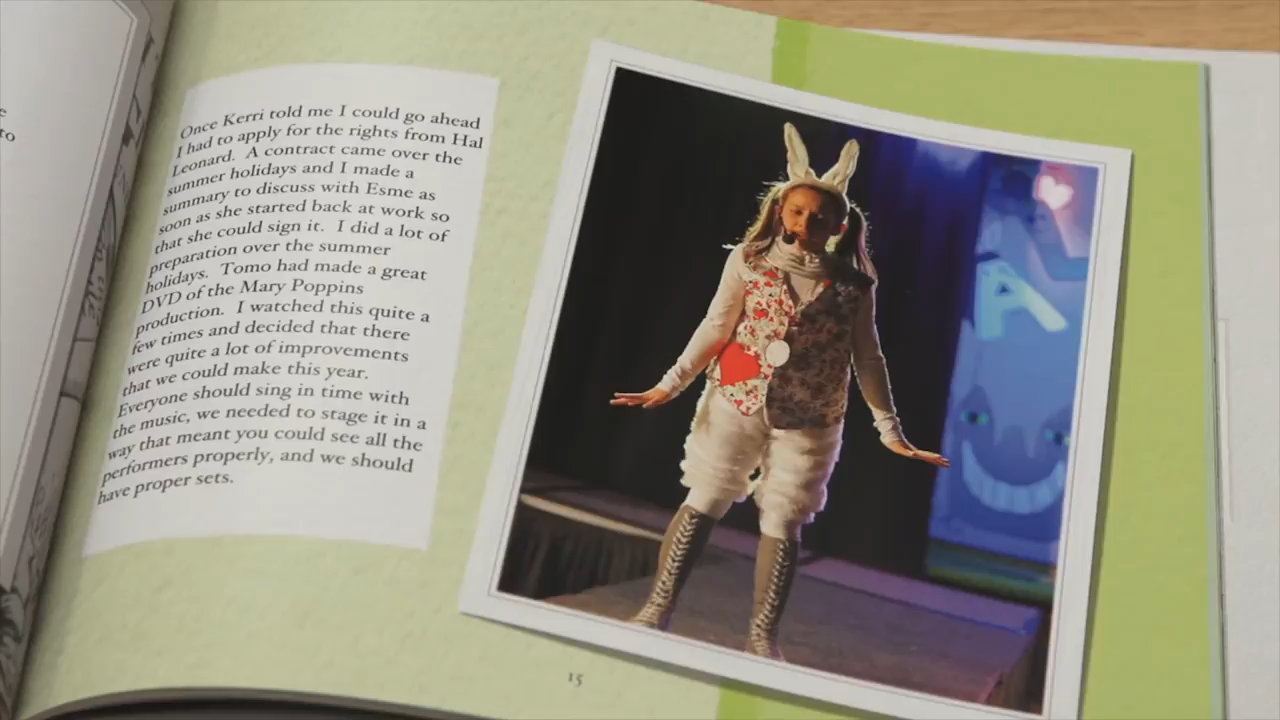 to
Once Kerri told me I could go ahead
I had to apply for the rights from Hal
Leonard. A contract came over the
summer holidays and I made a
summary to discuss with Esme as
soon as she started back at work so
that she could sign it. I did a lot of
preparation over the summer
holidays. Tomo had made a great
DVD of the Mary Poppins
production. I watched this quite a
few times and decided that there
were quite a lot of improvements
that we could make this year.
Everyone should sing in time with
the music, we needed to stage it in a
way that meant you could see all the
performers properly, and we should
have proper sets.
A
15